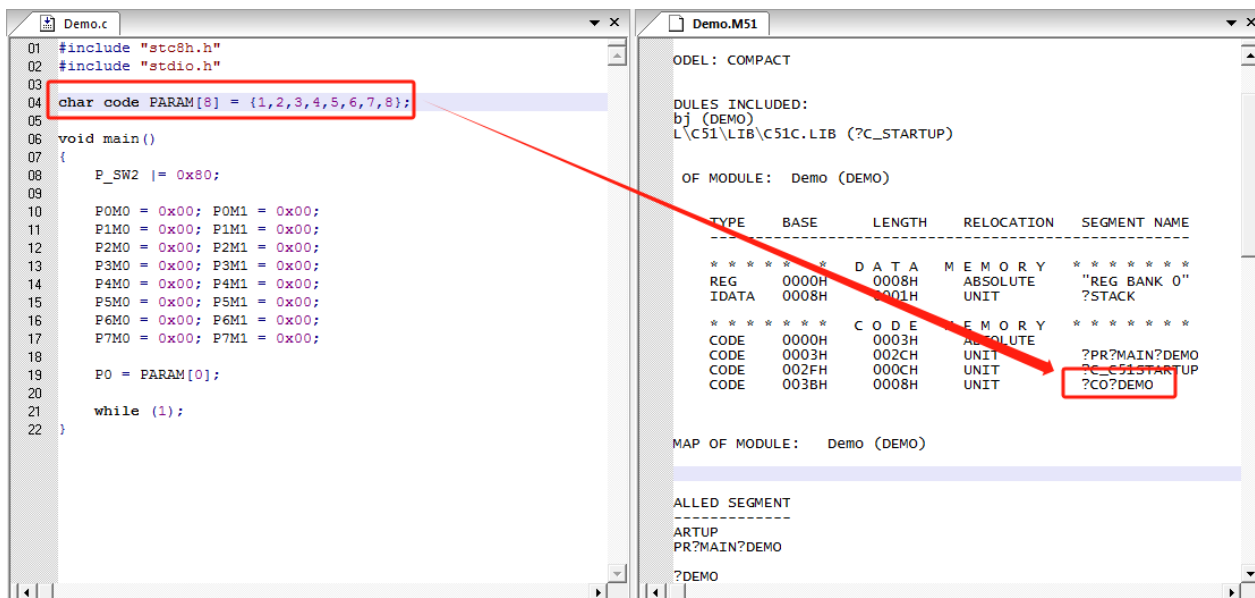 Demo.c
01 #include "stc8h.h"
02 #include "stdio.h"
03
04 char code PARAM[8] = {1,2,3,4,5,6,7,8};
05
06 void main()
07 {
08 P_SW2 |= 0x80;
09
10 P0M0 = 0x00; P0M1 = 0x00;
11 P1M0 = 0x00; P1M1 = 0x00;
12 P2M0 = 0x00; P2M1 = 0x00;
13 P3M0 = 0x00; P3M1 = 0x00;
14 P4M0 = 0x00; P4M1 = 0x00;
15 P5M0 = 0x00; P5M1 = 0x00;
16 P6M0 = 0x00; P6M1 = 0x00;
17 P7M0 = 0x00; P7M1 = 0x00;
18
19 P0 = PARAM[0];
20
21 while (1);
22 }
Demo.M51
ODEL: COMPACT
DULES INCLUDED:
bj (DEMO)
L\C51\LIB\C51C.LIB (?C_STARTUP)
OF MODULE: Demo (DEMO)
TYPE BASE LENGTH RELOCATION SEGMENT NAME
-----------------------------------------------------
* * * * * * * D A T A M E M O R Y * * * * * * *
REG 0000H 0008H ABSOLUTE "REG BANK 0"
IDATA 0008H 0001H UNIT ?STACK
* * * * * * * C O D E M E M O R Y * * * * * * *
CODE 0000H 0003H ABSOLUTE
CODE 0003H 002CH UNIT ?PR?MAIN?DEMO
CODE 002FH 000CH UNIT ?C_C51STARTUP
CODE 003BH 0008H UNIT ?CO?DEMO
MAP OF MODULE: Demo (DEMO)
ALLED SEGMENT
-------------
ARTUP
PR?MAIN?DEMO
?DEMO